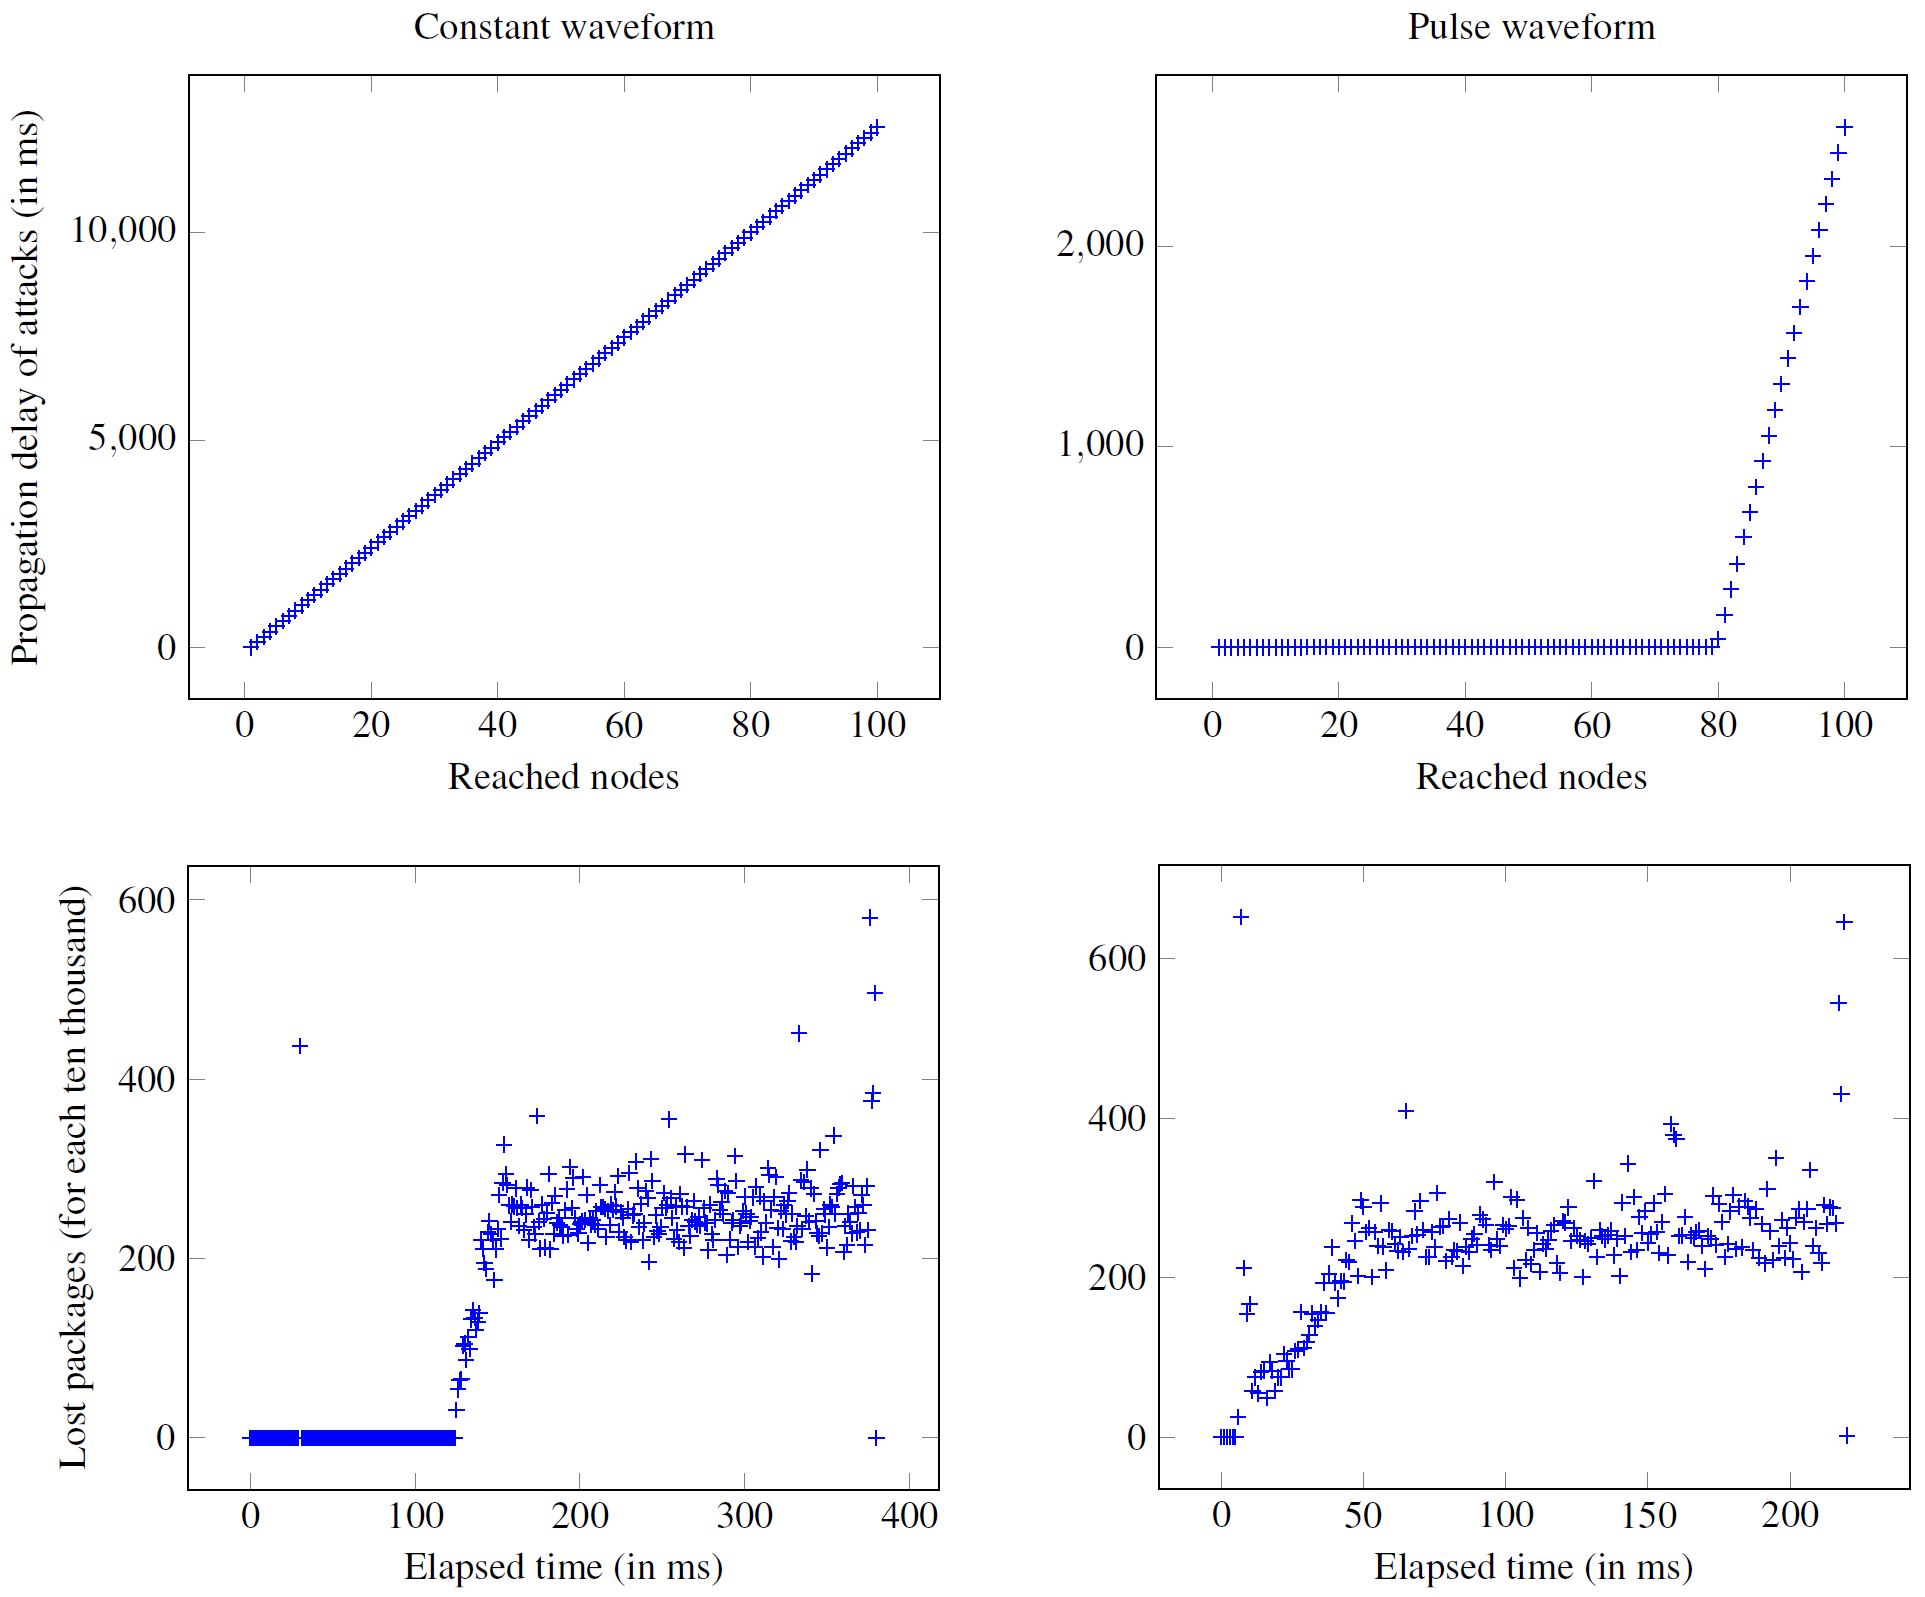 Constant waveform
Pulse waveform
Propagation delay of attacks (in ms)
10,000
5,000
0
0 20 40 60 80 100
Reached nodes
2,000
1,000
0
0 20 40 60 80 100
Reached nodes
Lost packages (for each ten thousand)
600
400
200
0
0 100 200 300 400
Elapsed time (in ms)
600
400
200
0
0 50 100 150 200
Elapsed time (in ms)